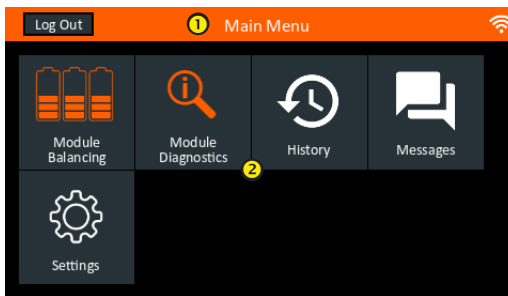 Log Out
1
Main Menu
Module
Balancing
Module
Diagnostics
History
Messages
2
Settings